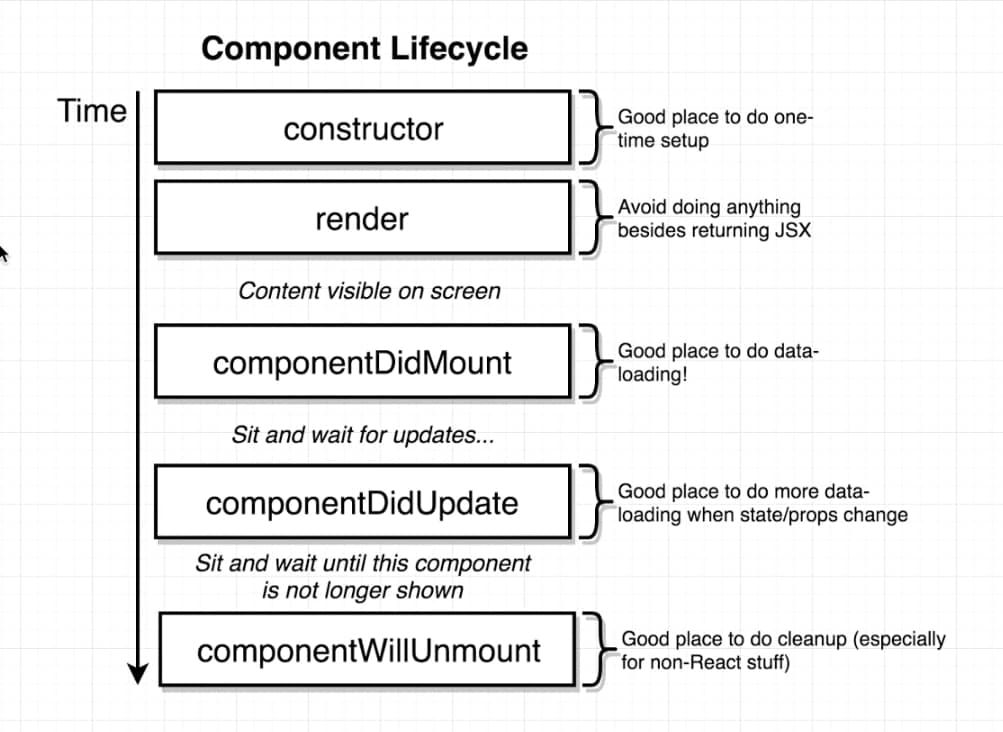 Component Lifecycle
Time
constructor
Good place to do one-
time setup
render
Avoid doing anything
besides returning JSX
Content visible on screen
componentDidMount
Good place to do data-
loading!
Sit and wait for updates...
componentDidUpdate
Good place to do more data-
loading when state/props change
Sit and wait until this component
is not longer shown
componentWillUnmount
Good place to do cleanup (especially
for non-React stuff)